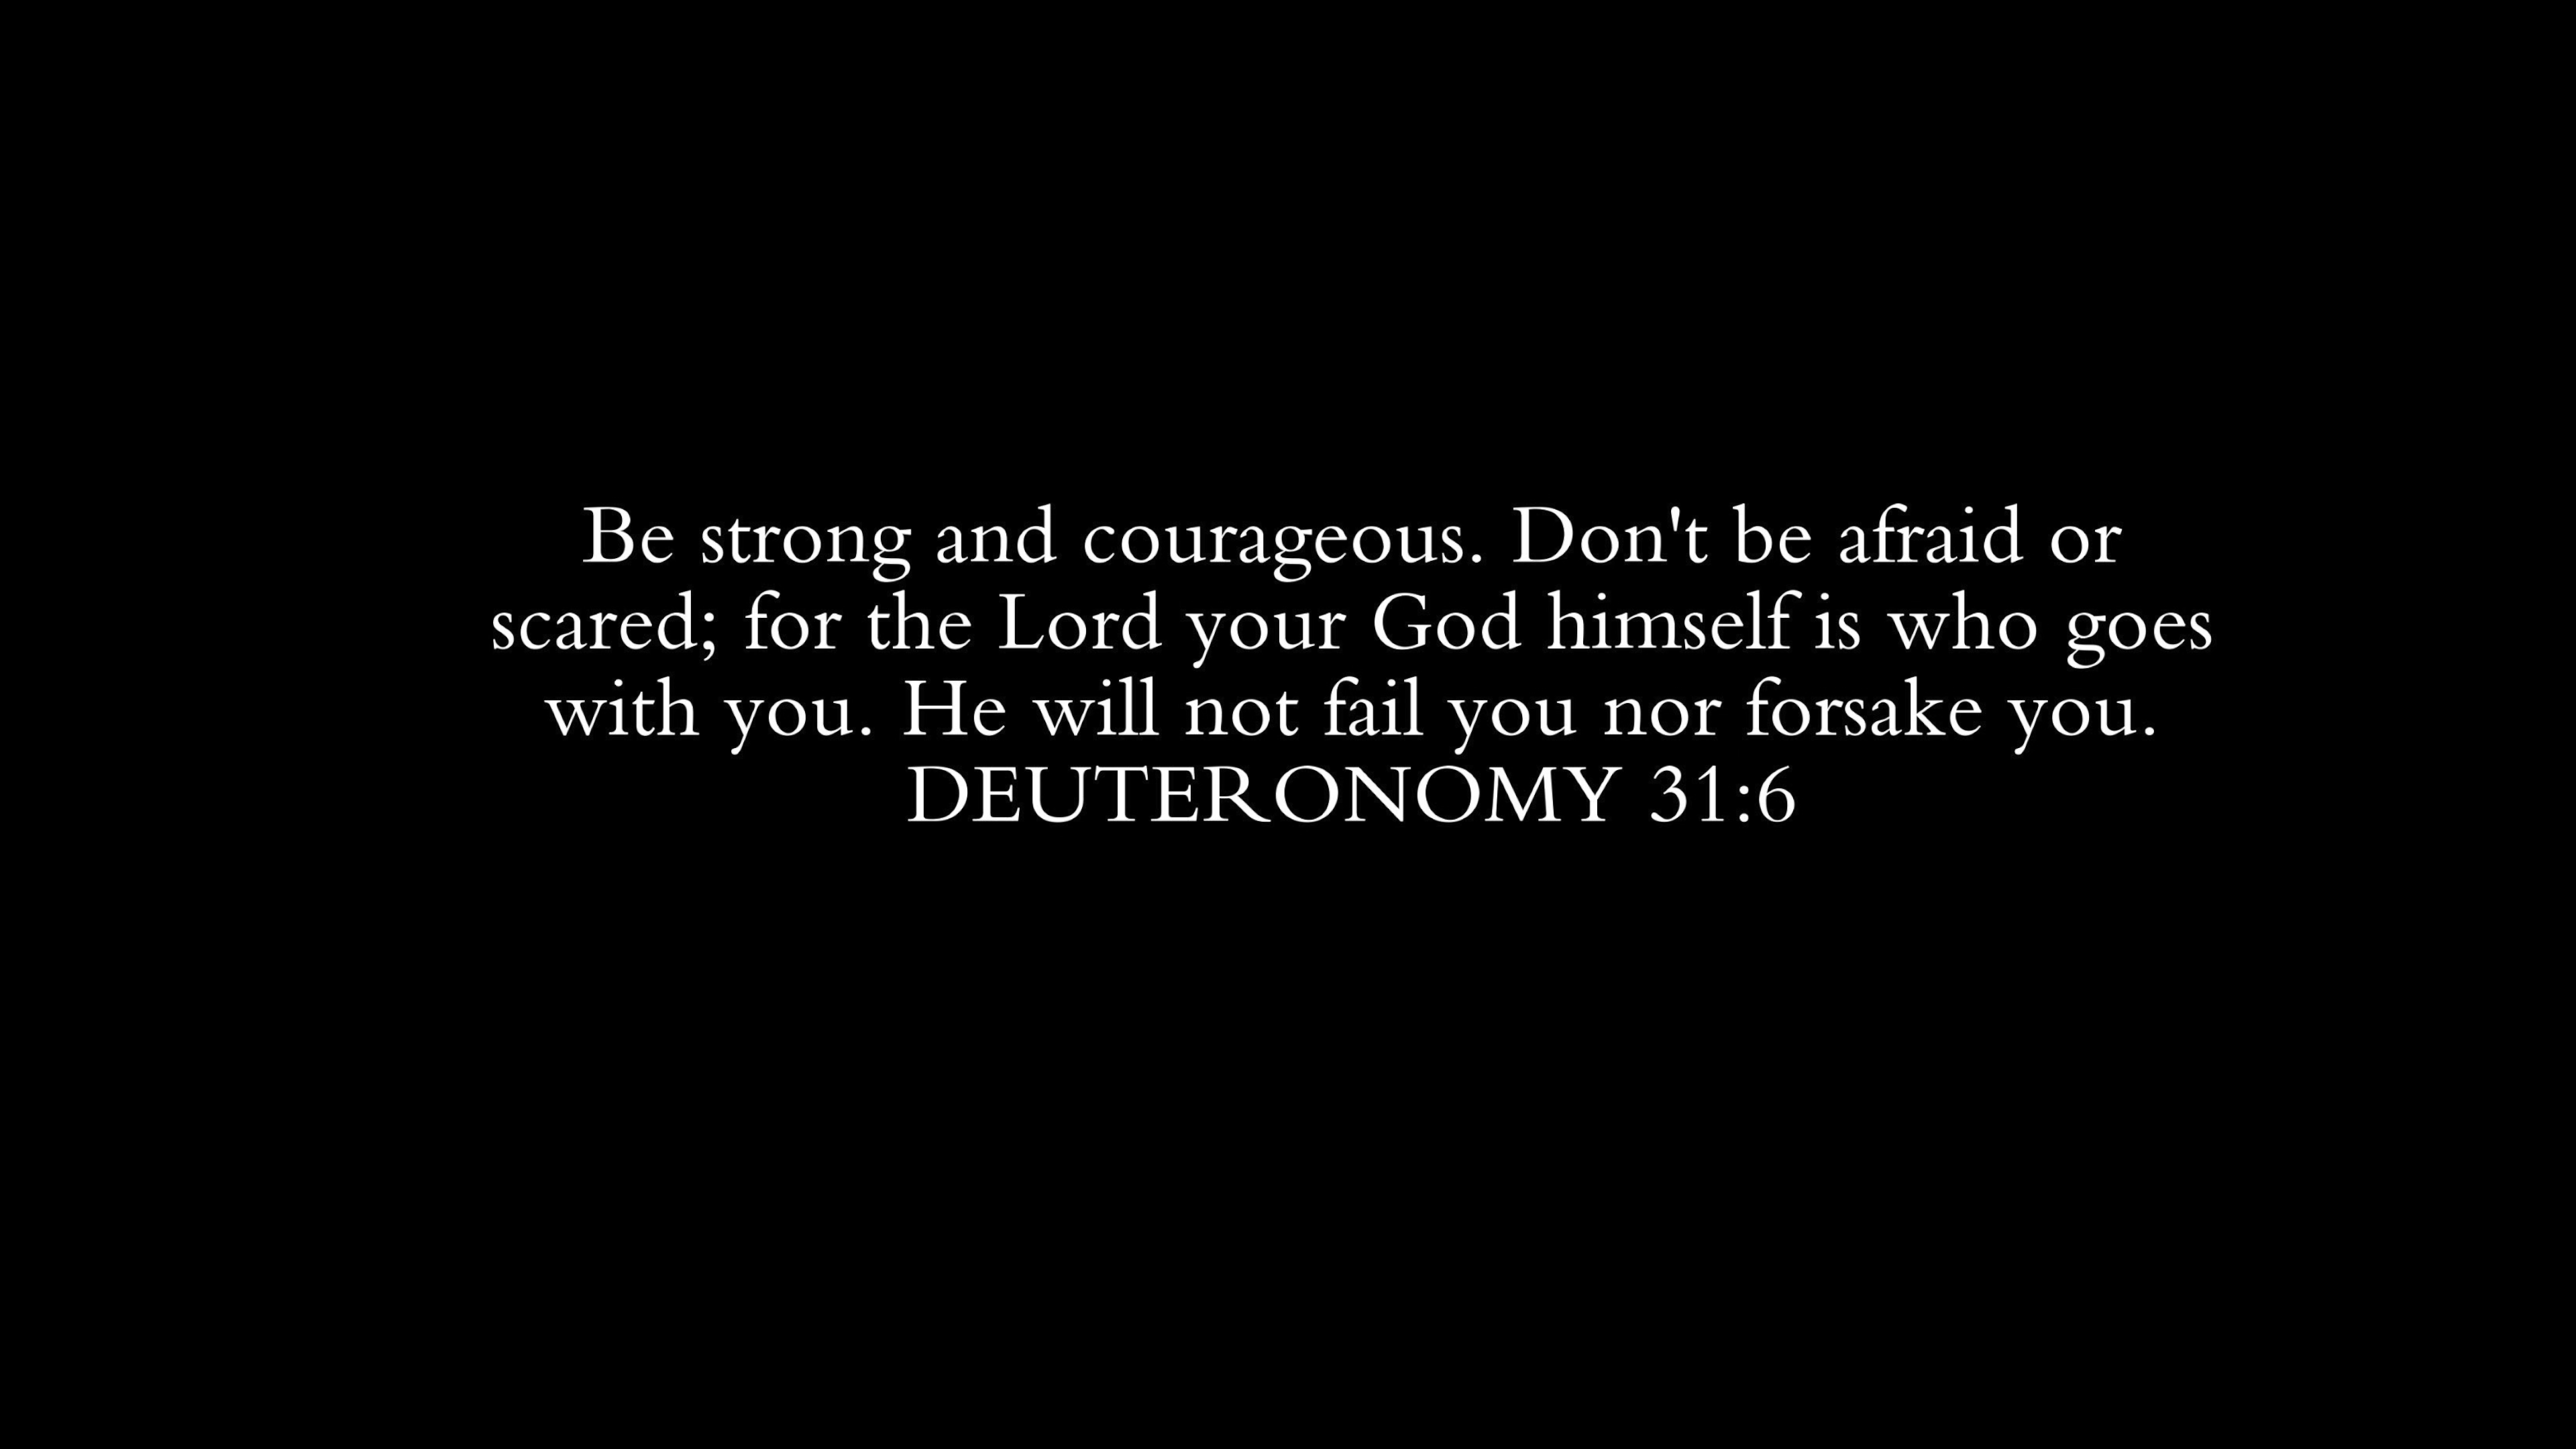 Be strong and courageous. Don't be afraid or
scared; for the Lord your God himself is who goes
with you. He will not fail you nor forsake you.
DEUTERONOMY 31:6